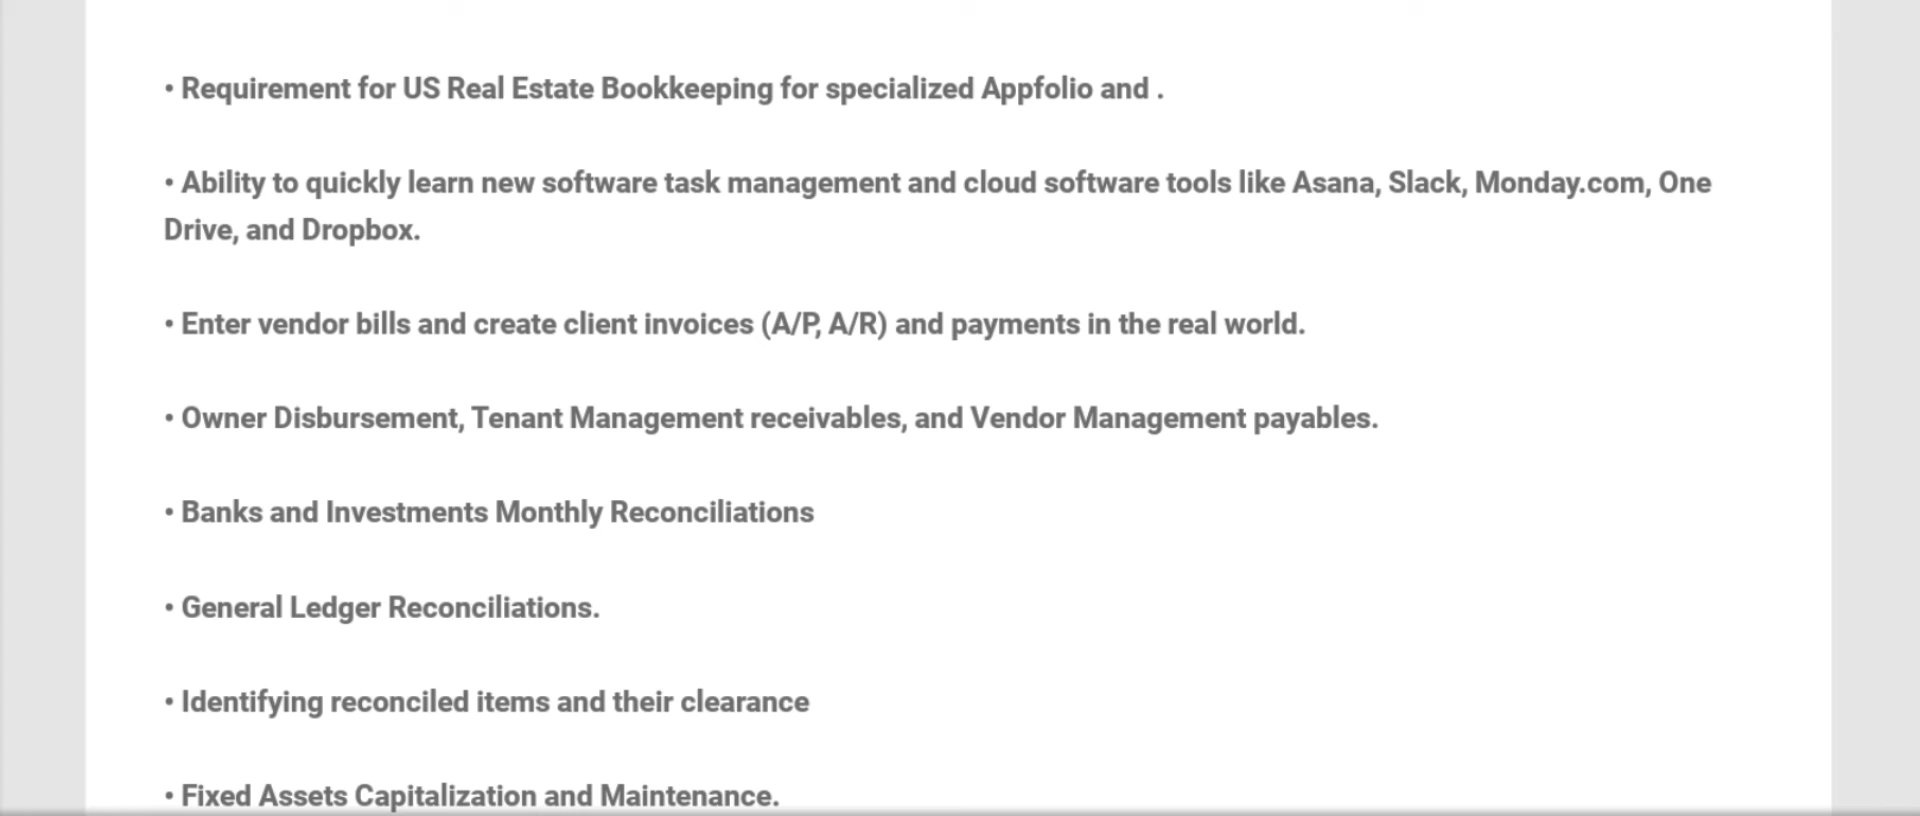 • Requirement for US Real Estate Bookkeeping for specialized Appfolio and .
• Ability to quickly learn new software task management and cloud software tools like Asana, Slack, Monday.com, One
Drive, and Dropbox.
• Enter vendor bills and create client invoices (A/P, A/R) and payments in the real world.
• Owner Disbursement, Tenant Management receivables, and Vendor Management payables.
• Banks and Investments Monthly Reconciliations
• General Ledger Reconciliations.
• Identifying reconciled items and their clearance
• Fixed Assets Capitalization and Maintenance.